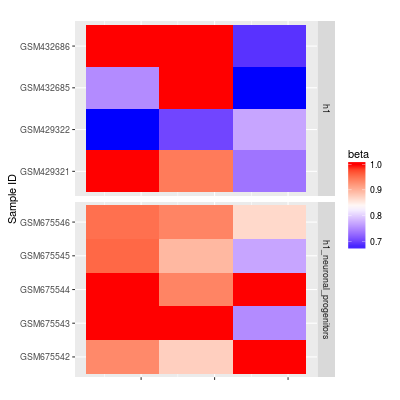 GSM432686
GSM432685
GSM429322
GSM429321
h1
GSM675546
GSM675545
GSM675544
GSM675543
GSM675542
h1_neuronal_progenitors
Sample ID
beta
1.0
0.9
0.8
0.7